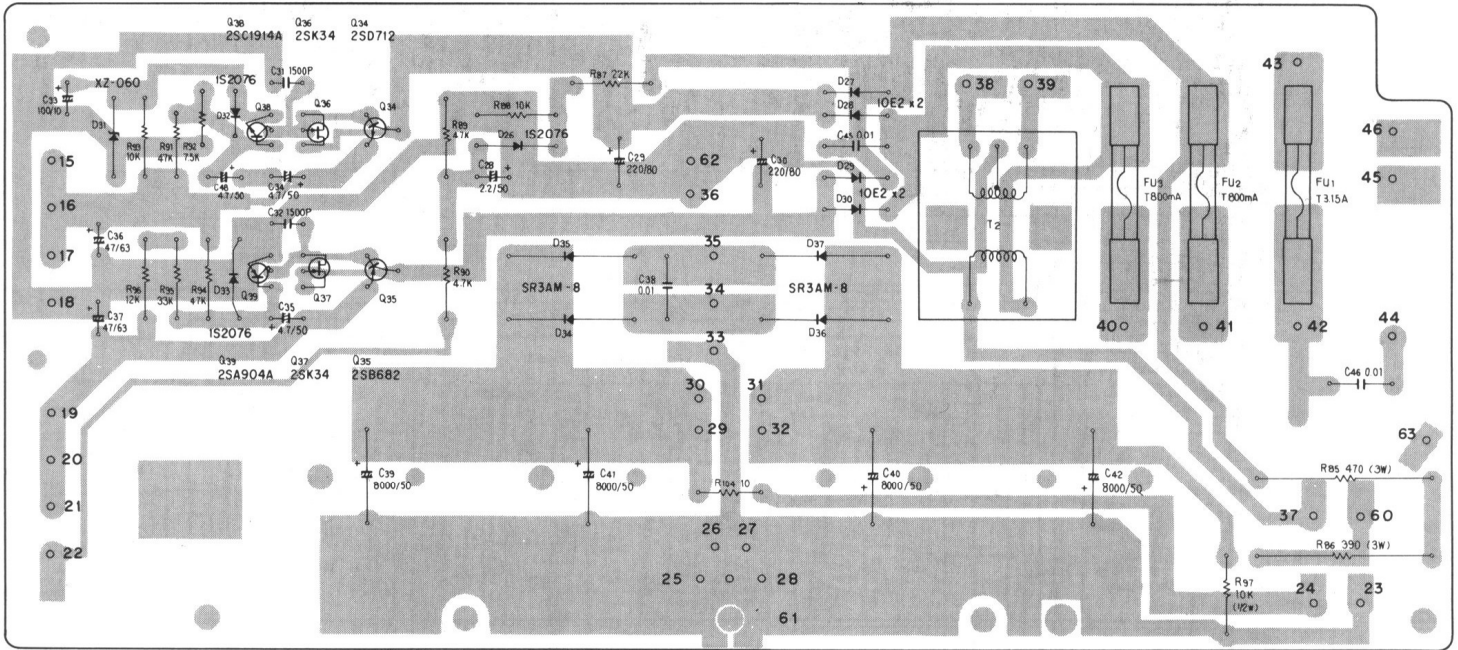 Q38 Q36 Q34
2SC1914A 2SK34 2SD712
XZ-060
1S2076
C31 1500P
C33
100/10
D31
R93
10K
R91
47K
R92
7.5K
D32
Q38
Q36
Q34
C48
4.7/50
C34
4.7/50
C32 1500P
R89
4.7K
R88 10K
D26 1S2076
C28
2.2/50
R87 22K
C29
220/80
62
36
C30
220/80
D27
D28
10E2 x2
C45 0.01
D29
10E2 x2
D30
38
39
T2
FU3
T800mA
FU2
T800mA
FU1
T3.15A
43
46
45
15
16
17
18
C36
47/63
C37
47/63
R96
12K
R95
33K
R94
47K
D33
1S2076
Q39
Q37
Q35
C35
4.7/50
R90
4.7K
D35
SR3AM-8
D34
C38
0.01
35
34
33
D37
SR3AM-8
D36
40
41
42
44
C46 0.01
Q39 Q37 Q35
2SA904A 2SK34 2SB682
19
20
21
22
30
31
29
32
C39
8000/50
C41
8000/50
R104 10
C40
8000/50
C42
8000/50
63
R85 470 (3W)
37
60
R86 390 (3W)
26
27
25
28
61
R97
10K
(1/2W)
24
23